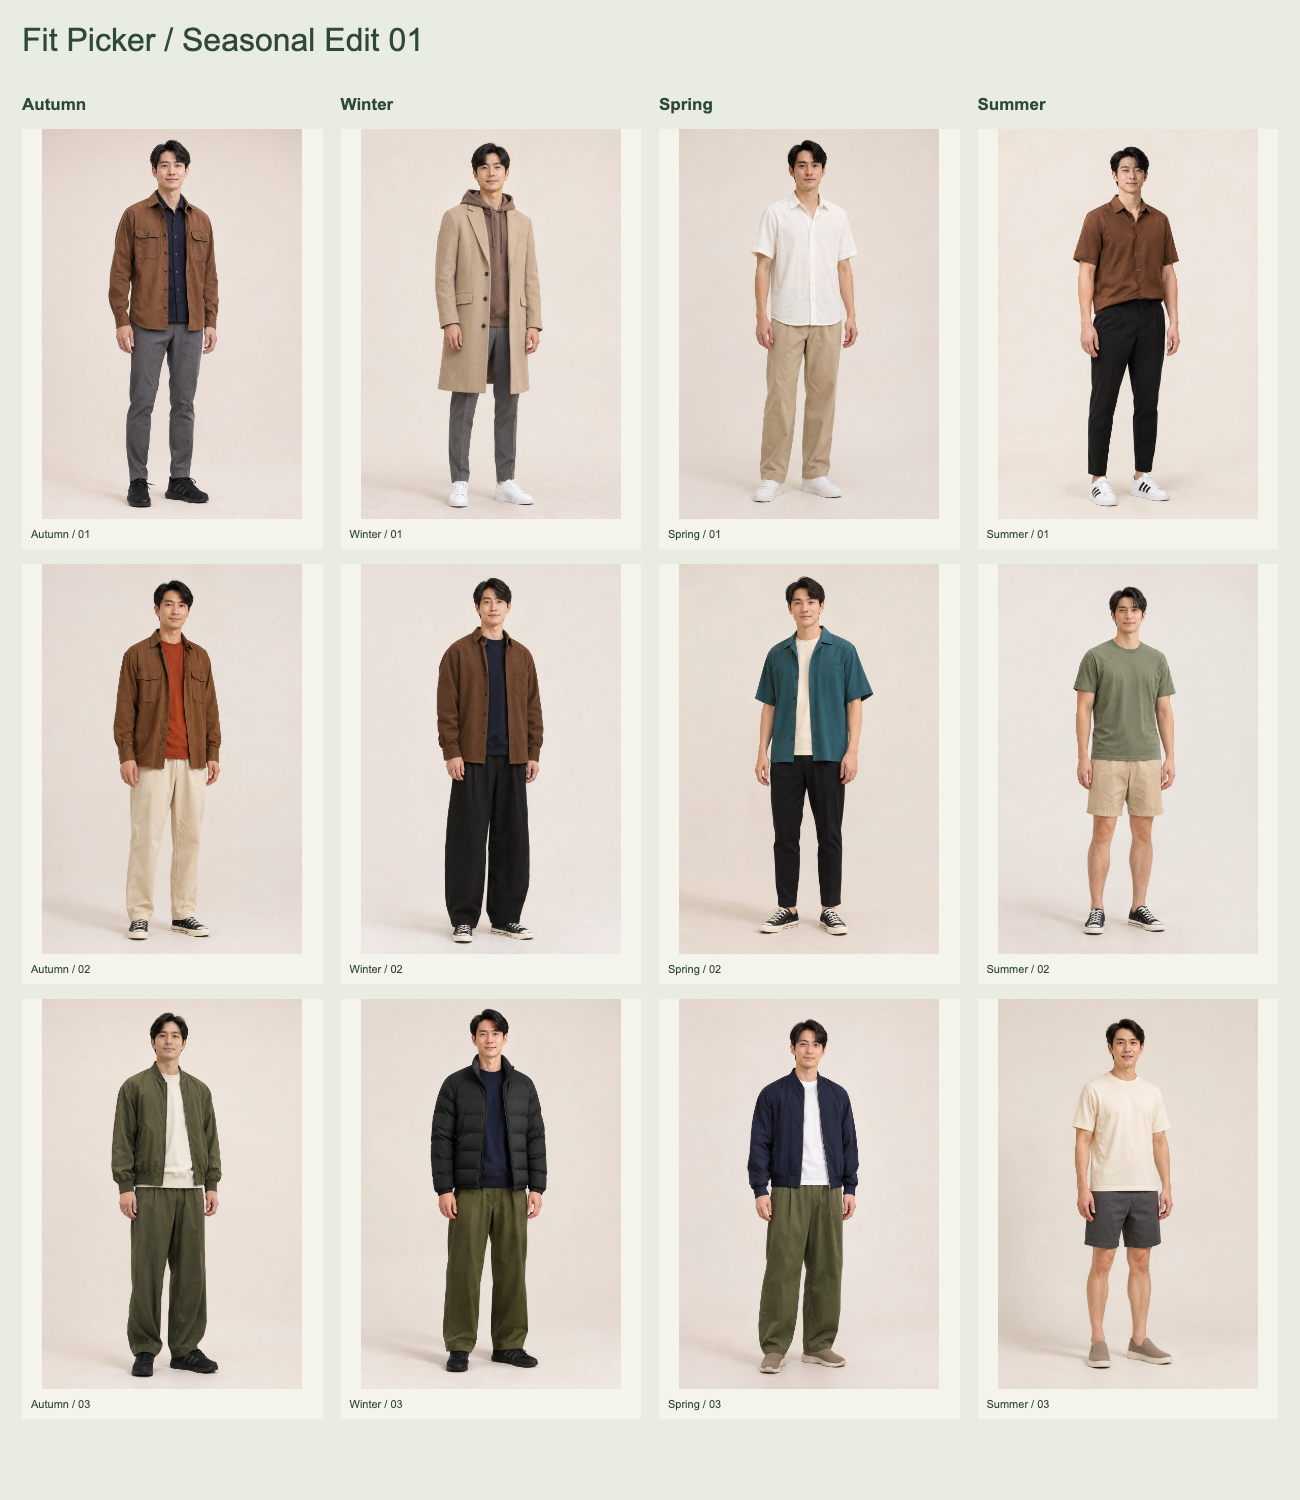 Fit Picker / Seasonal Edit 01
Autumn
Winter
Spring
Summer
Autumn / 01
Winter / 01
Spring / 01
Summer / 01
Autumn / 02
Winter / 02
Spring / 02
Summer / 02
Autumn / 03
Winter / 03
Spring / 03
Summer / 03